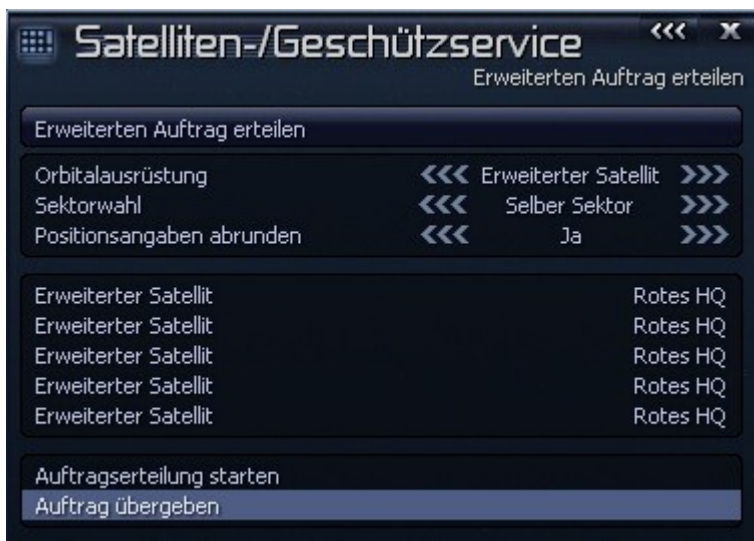 Satelliten-/Geschützservice <<< X
Erweiterten Auftrag erteilen
Erweiterten Auftrag erteilen
Orbitalausrüstung <<< Erweiterter Satellit >>>
Sektorwahl <<< Selber Sektor >>>
Positionsangaben abrunden <<< Ja >>>
Erweiterter Satellit Rotes HQ
Erweiterter Satellit Rotes HQ
Erweiterter Satellit Rotes HQ
Erweiterter Satellit Rotes HQ
Erweiterter Satellit Rotes HQ
Auftragserteilung starten
Auftrag übergeben